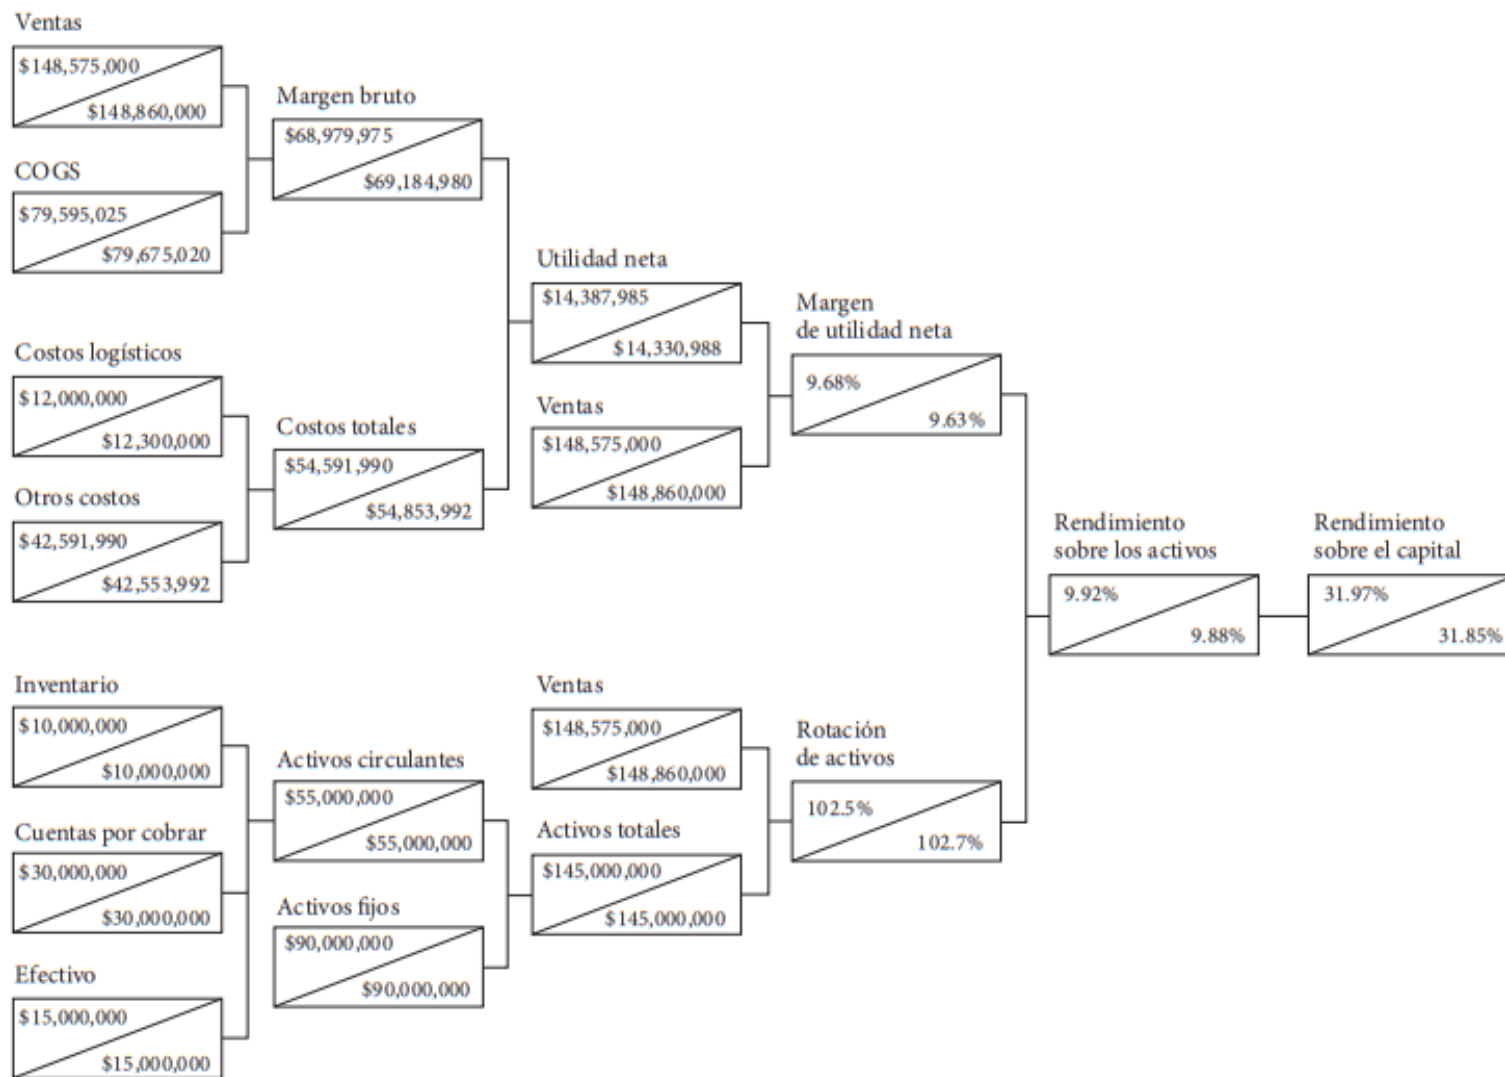 Ventas
$148,575,000
$148,860,000
COGS
$79,595,025
$79,675,020
Margen bruto
$68,979,975
$69,184,980
Costos logísticos
$12,000,000
$12,300,000
Otros costos
$42,591,990
$42,553,992
Costos totales
$54,591,990
$54,853,992
Utilidad neta
$14,387,985
$14,330,988
Ventas
$148,575,000
$148,860,000
Margen
de utilidad neta
9.68%
9.63%
Inventario
$10,000,000
$10,000,000
Cuentas por cobrar
$30,000,000
$30,000,000
Efectivo
$15,000,000
$15,000,000
Activos circulantes
$55,000,000
$55,000,000
Activos fijos
$90,000,000
$90,000,000
Ventas
$148,575,000
$148,860,000
Activos totales
$145,000,000
$145,000,000
Rotación
de activos
102.5%
102.7%
Rendimiento
sobre los activos
9.92%
9.88%
Rendimiento
sobre el capital
31.97%
31.85%